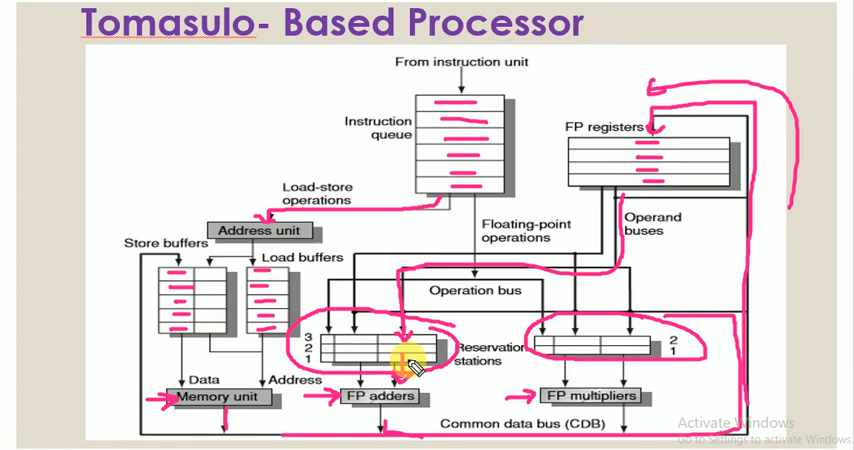 Tomasulo- Based Processor
From instruction unit
Instruction
queue
FP registers
Load-store
operations
Address unit
Floating-point
operations
Operand
buses
Store buffers
Load buffers
Operation bus
3
2
1
Reservation
stations
2
1
Data
Address
Memory unit
FP adders
FP multipliers
Common data bus (CDB)
Activate Windows
Go to Settings to activate Windows.